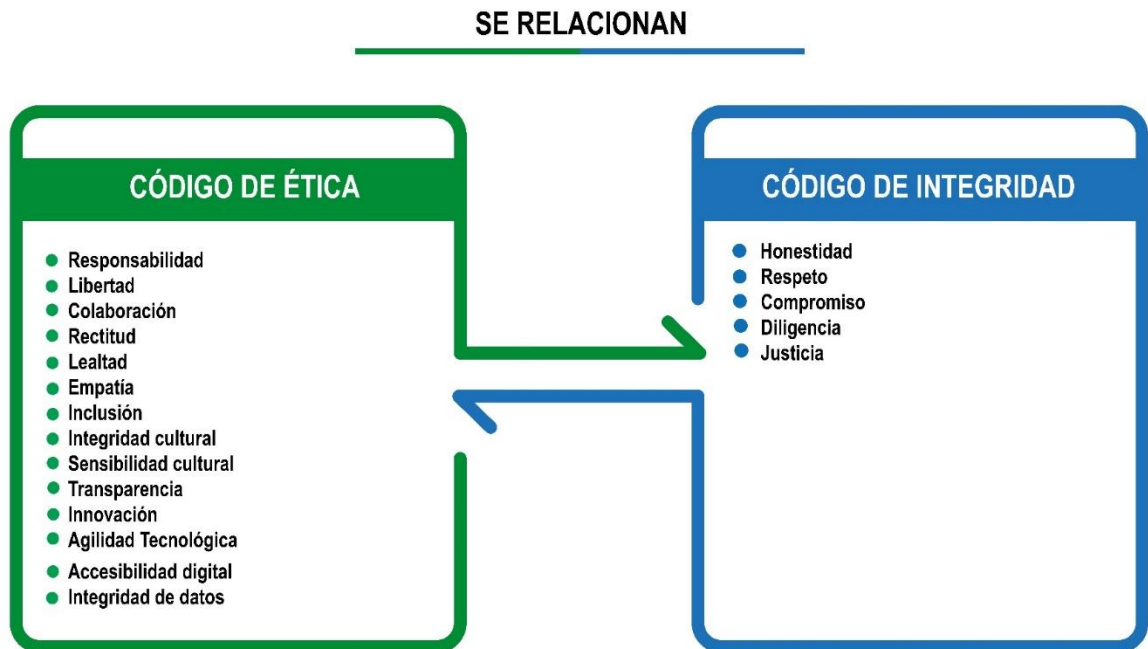 SE RELACIONAN
CÓDIGO DE ÉTICA
Responsabilidad
Libertad
Colaboración
Rectitud
Lealtad
Empatía
Inclusión
Integridad cultural
Sensibilidad cultural
Transparencia
Innovación
Agilidad Tecnológica
Accesibilidad digital
Integridad de datos
CÓDIGO DE INTEGRIDAD
Honestidad
Respeto
Compromiso
Diligencia
Justicia